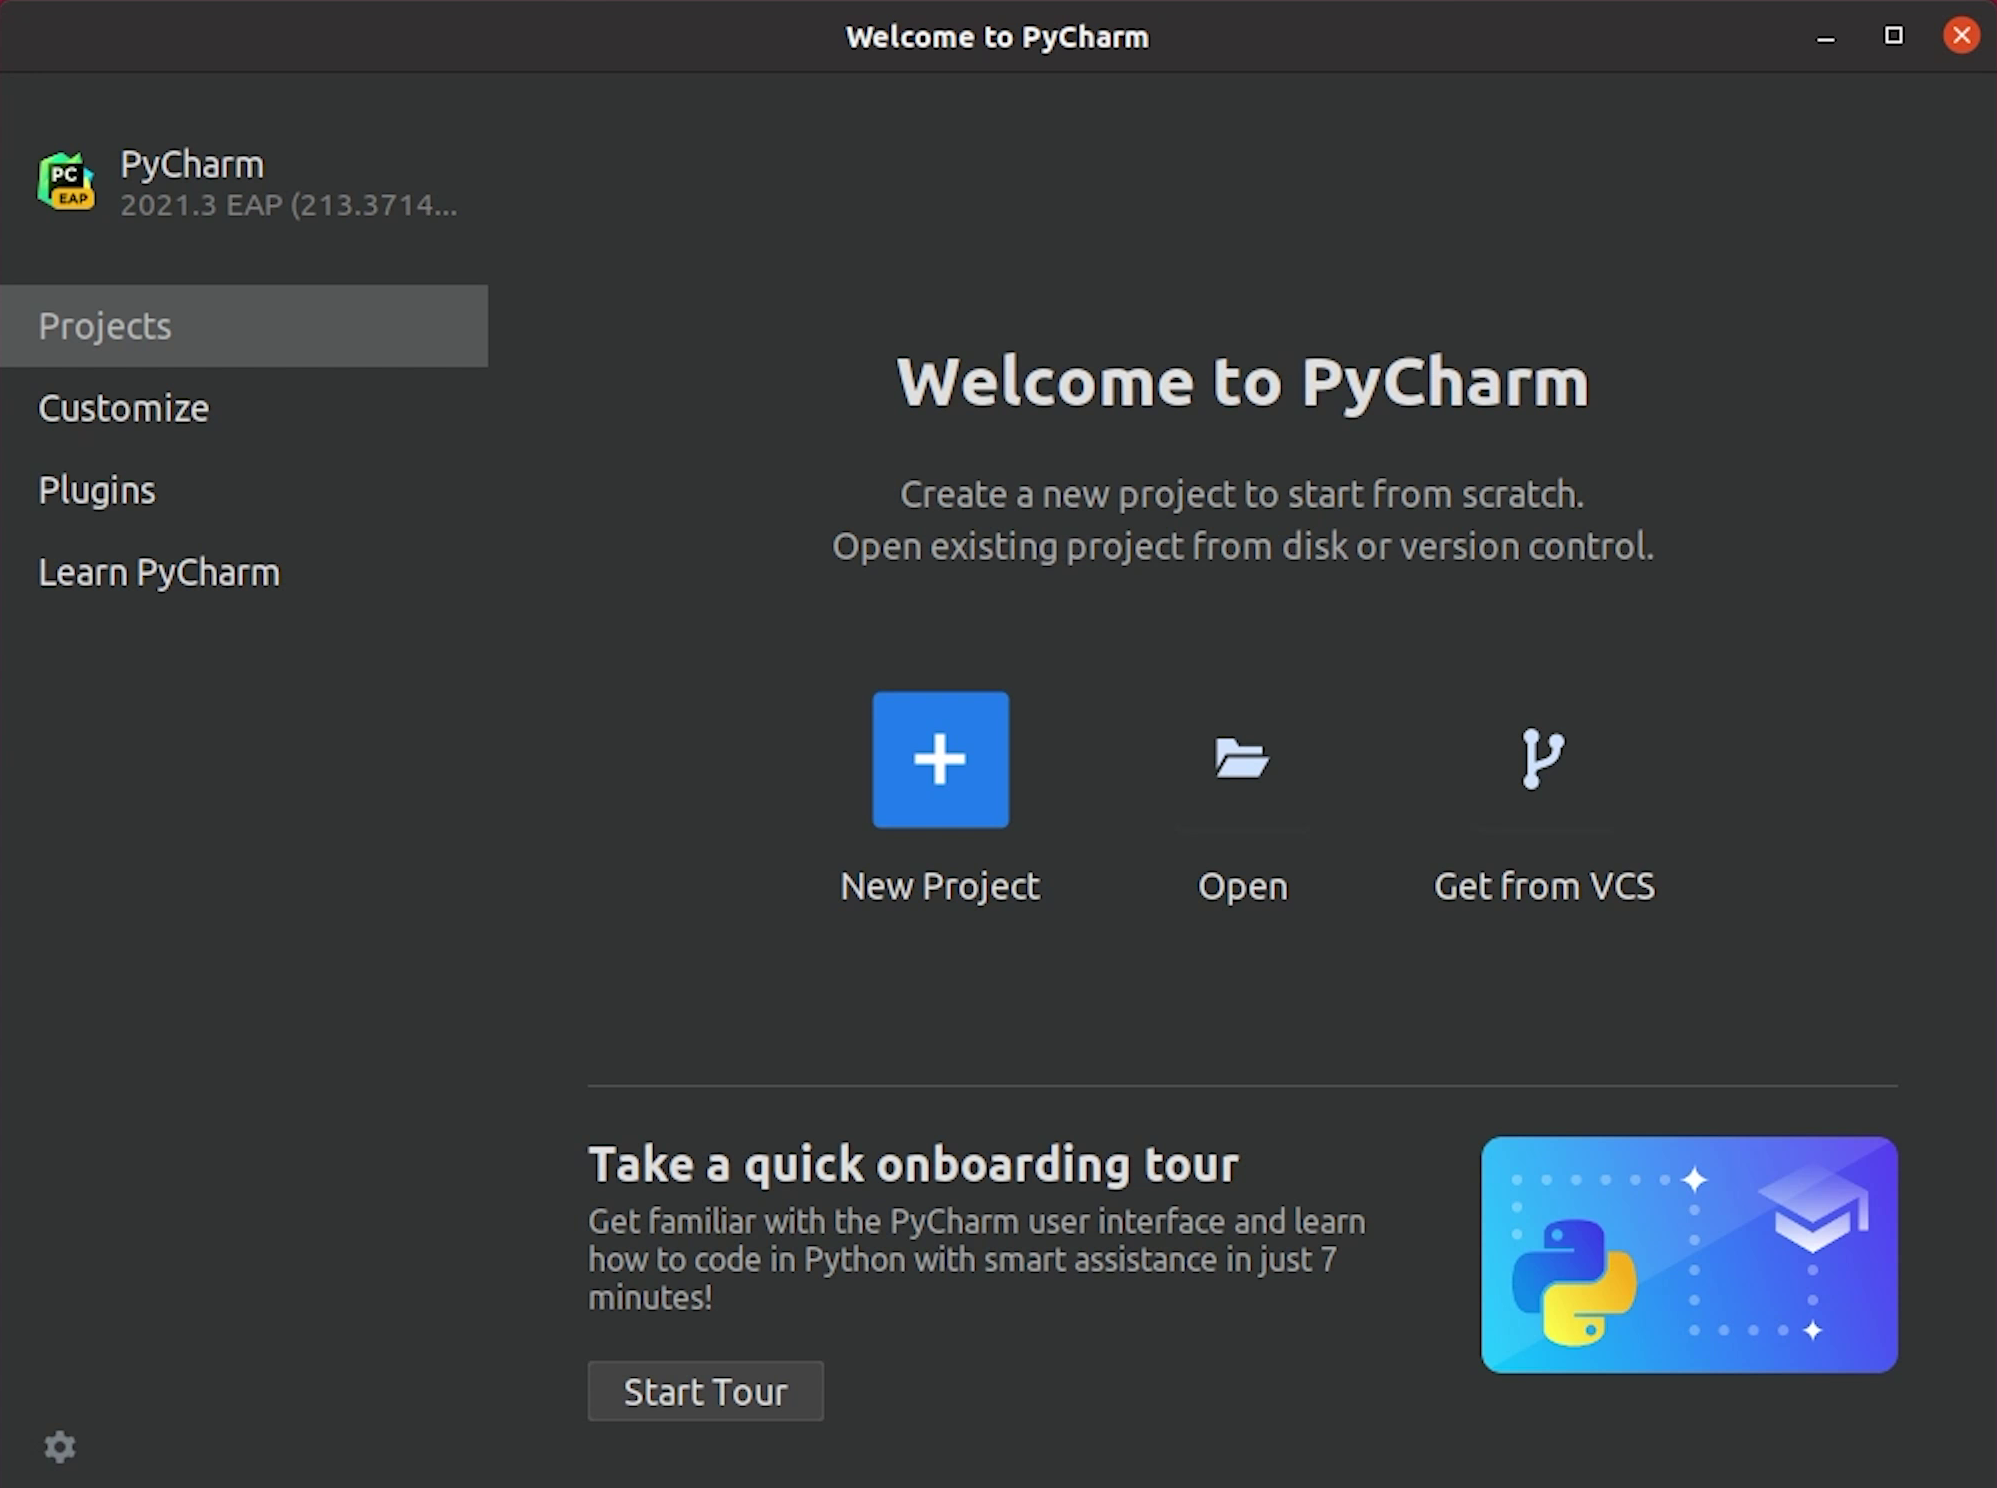 Welcome to PyCharm
PyCharm
2021.3 EAP (213.3714...
PC
EAP
Projects
Customize
Plugins
Learn PyCharm
Welcome to PyCharm
Create a new project to start from scratch.
Open existing project from disk or version control.
New Project
Open
Get from VCS
Take a quick onboarding tour
Get familiar with the PyCharm user interface and learn
how to code in Python with smart assistance in just 7
minutes!
Start Tour